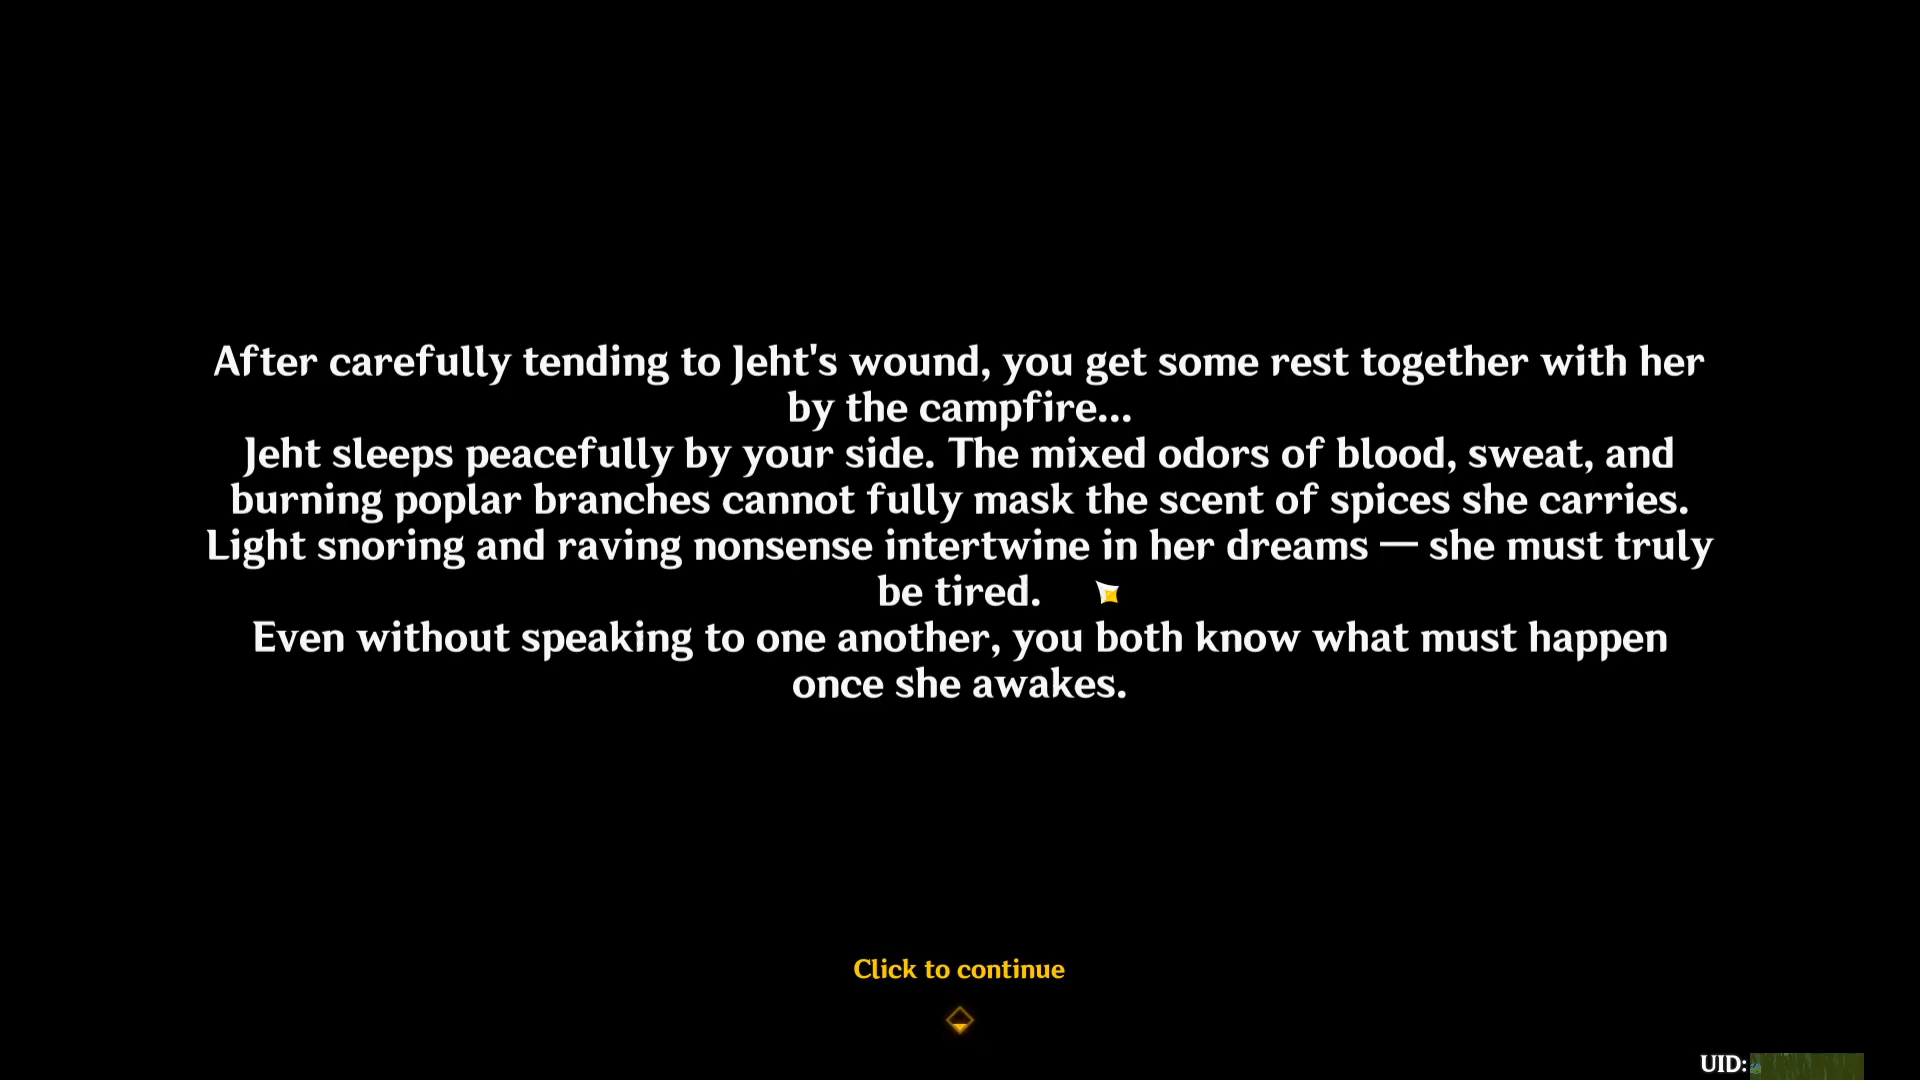 After carefully tending to Jeht's wound, you get some rest together with her
by the campfire...
Jeht sleeps peacefully by your side. The mixed odors of blood, sweat, and
burning poplar branches cannot fully mask the scent of spices she carries.
Light snoring and raving nonsense intertwine in her dreams — she must truly
be tired.
Even without speaking to one another, you both know what must happen
once she awakes.
Click to continue
UID: